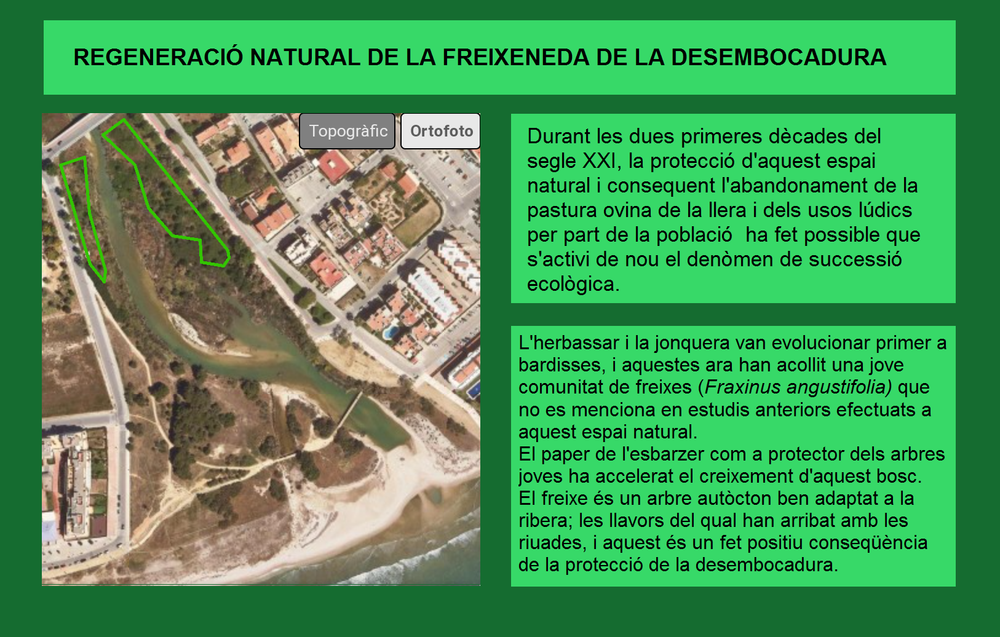 REGENERACIÓ NATURAL DE LA FREIXENEDA DE LA DESEMBOCADURA
Topogràfic
Ortofoto
Durant les dues primeres dècades del
segle XXI, la protecció d'aquest espai
natural i consequent l'abandonament de la
pastura ovina de la llera i dels usos lúdics
per part de la població  ha fet possible que
s'activi de nou el denòmen de successió
ecològica.
L'herbassar i la jonquera van evolucionar primer a
bardisses, i aquestes ara han acollit una jove
comunitat de freixes (Fraxinus angustifolia) que
no es menciona en estudis anteriors efectuats a
aquest espai natural.
El paper de l'esbarzer com a protector dels arbres
joves ha accelerat el creixement d'aquest bosc.
El freixe és un arbre autòcton ben adaptat a la
ribera; les llavors del qual han arribat amb les
riuades, i aquest és un fet positiu conseqüència
de la protecció de la desembocadura.